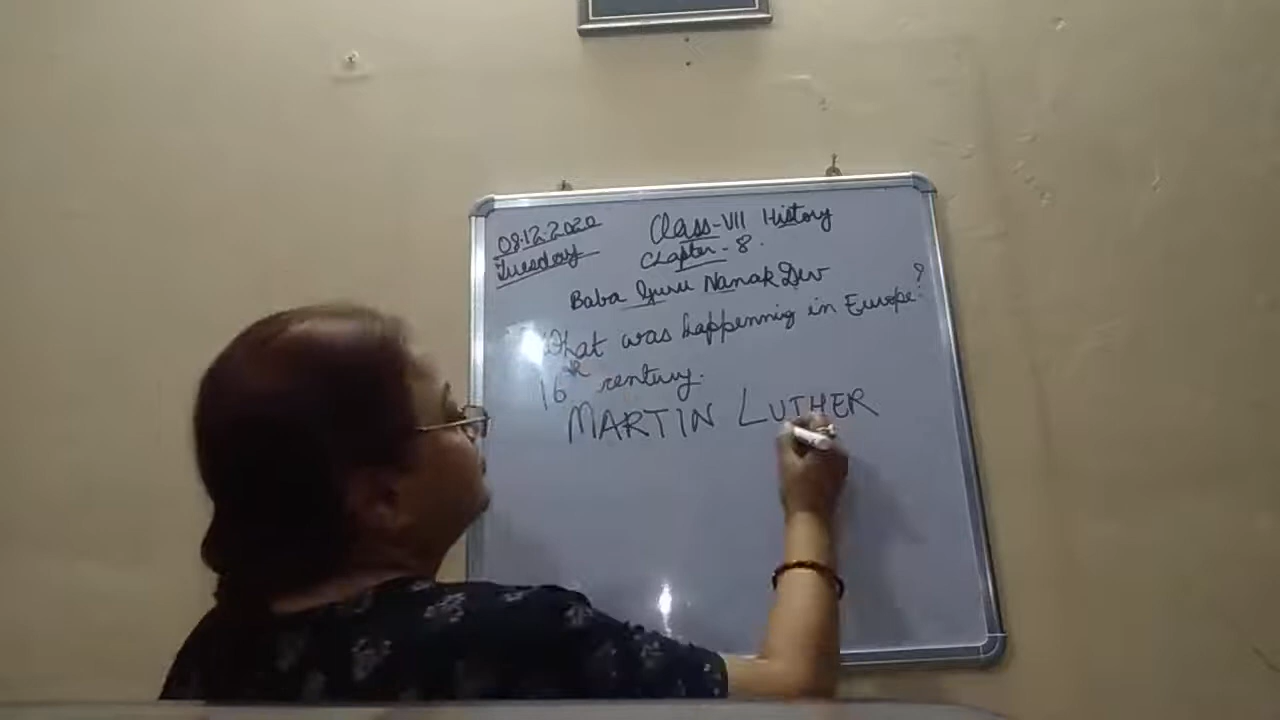 08.12.2020
Tuesday
Class-VII History
Chapter-8.
Baba Guru Nanak Dev
What was happennig in Europe?
16th century.
MARTIN LUTHER